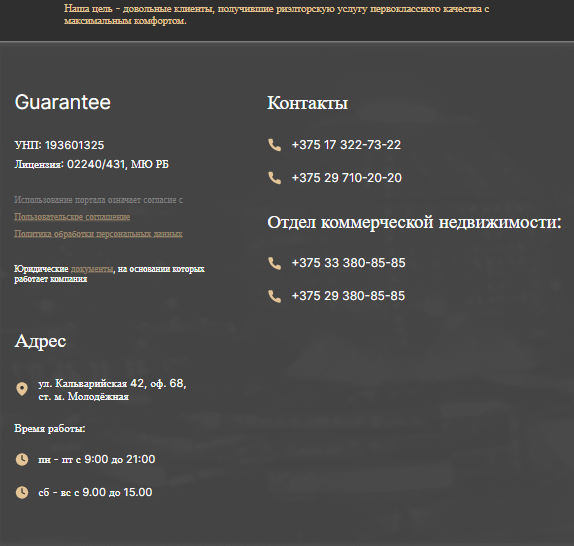 Наша цель - довольные клиенты, получившие риэлторскую услугу первоклассного качества с
максимальным комфортом.
Guarantee
УНП: 193601325
Лицензия: 02240/431, МЮ РБ
Использование портала означает согласие с
Пользовательское соглашение
Политика обработки персональных данных
Юридические документы, на основании которых
работает компания
Адрес
ул. Кальварийская 42, оф. 68,
ст. м. Молодёжная
Время работы:
пн - пт с 9:00 до 21:00
сб - вс с 9.00 до 15.00
Контакты
+375 17 322-73-22
+375 29 710-20-20
Отдел коммерческой недвижимости:
+375 33 380-85-85
+375 29 380-85-85